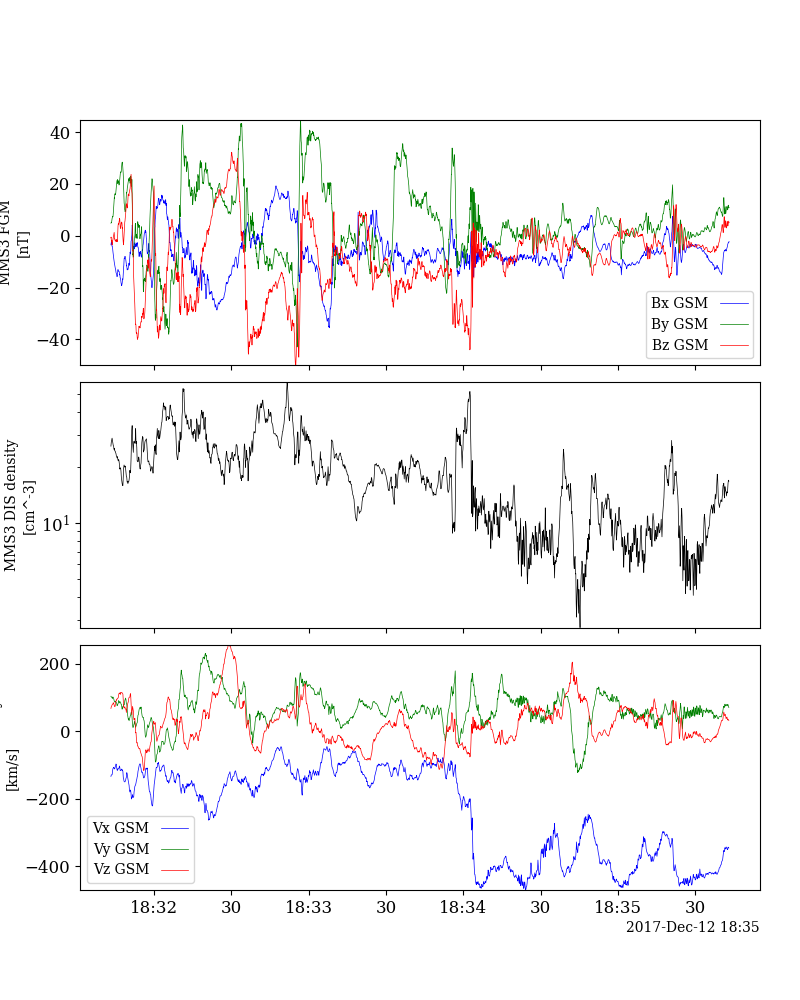 40
20
0
−20
−40
MMS3 FGM
[nT]
Bx GSM
By GSM
Bz GSM
10^1
MMS3 DIS density
[cm^-3]
200
0
−200
−400
[km/s]
Vx GSM
Vy GSM
Vz GSM
18:32 30 18:33 30 18:34 30 18:35 30
2017-Dec-12 18:35